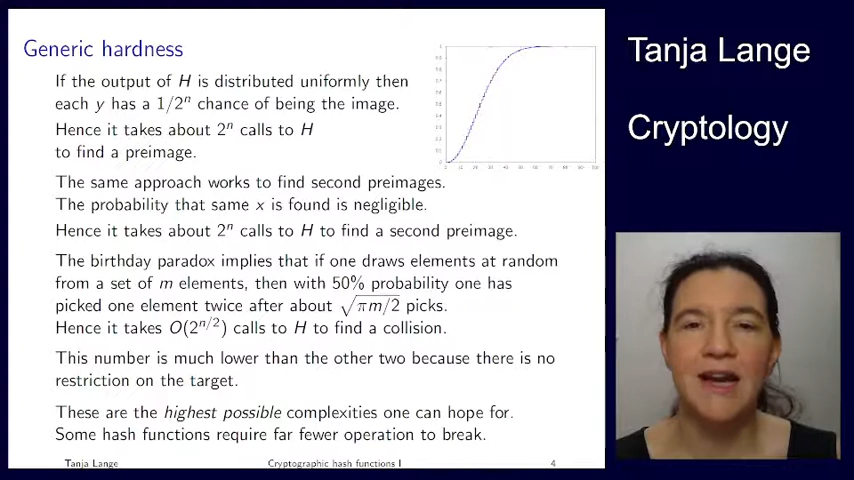 Generic hardness
If the output of H is distributed uniformly then
each y has a 1/2ⁿ chance of being the image.
Hence it takes about 2ⁿ calls to H
to find a preimage.
The same approach works to find second preimages.
The probability that same x is found is negligible.
Hence it takes about 2ⁿ calls to H to find a second preimage.
The birthday paradox implies that if one draws elements at random
from a set of m elements, then with 50% probability one has
picked one element twice after about √πm/2 picks.
Hence it takes O(2ⁿ/²) calls to H to find a collision.
This number is much lower than the other two because there is no
restriction on the target.
These are the highest possible complexities one can hope for.
Some hash functions require far fewer operation to break.
Tanja Lange
Cryptographic hash functions I
4
Tanja Lange
Cryptology